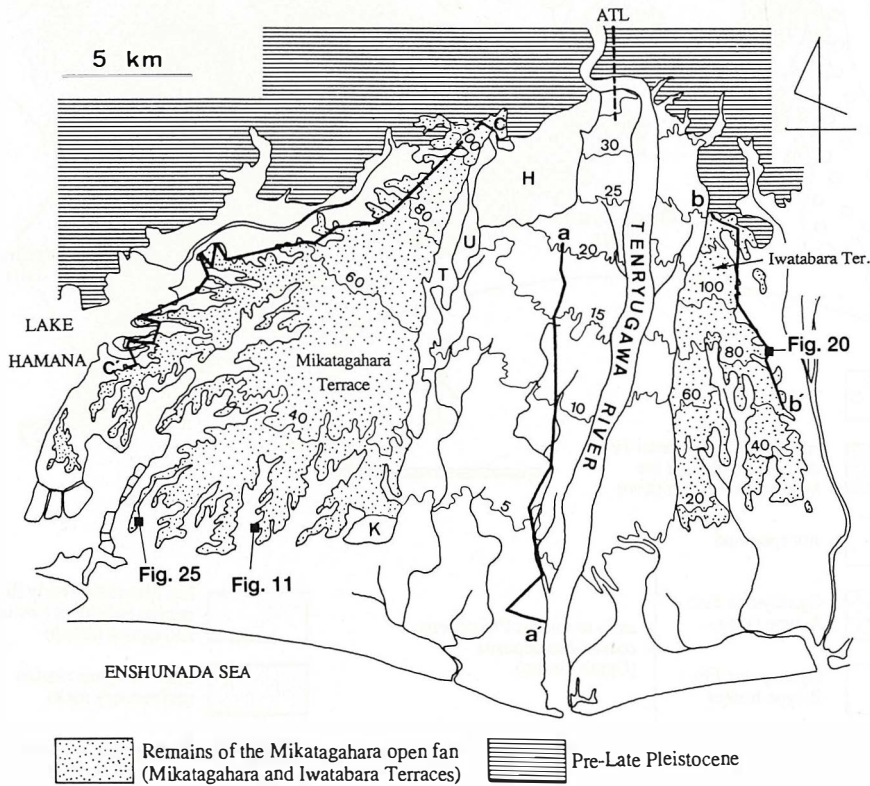 ATL
5 km
C
100
30
H
25
b
80
U
a
20
Iwatabara Ter.
T
60
100
TENRYUGAWA RIVER
15
LAKE
HAMANA
Fig. 20
C´
Mikatagahara
Terrace
80
10
60
b´
40
40
5
20
K
Fig. 25
Fig. 11
a´
ENSHUNADA SEA
Remains of the Mikatagahara open fan
(Mikatagahara and Iwatabara Terraces)
Pre-Late Pleistocene